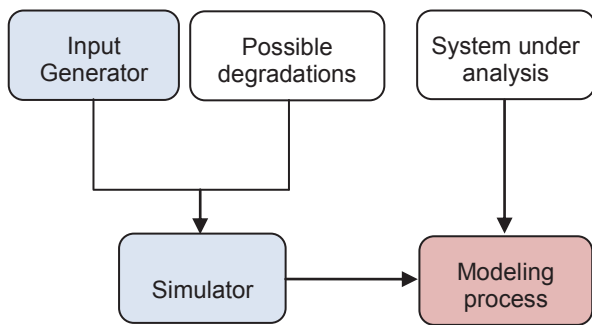 Input
Generator
Possible
degradations
System under
analysis
Simulator
Modeling
process